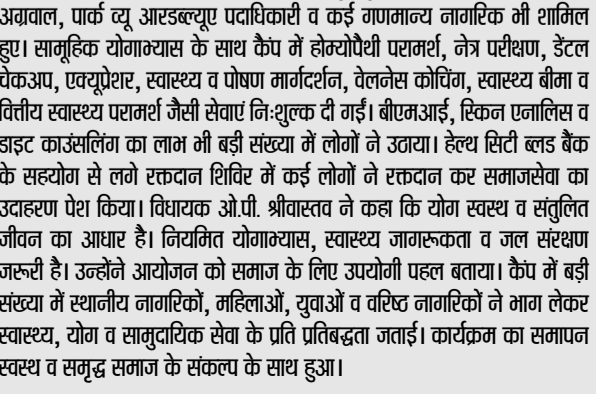 अग्रवाल, पार्क व्यू आरडब्ल्यूए पदाधिकारी व कई गणमान्य नागरिक भी शामिल
हुए। सामूहिक योगाभ्यास के साथ कैंप में होम्योपैथी परामर्श, नेत्र परीक्षण, डेंटल
चेकअप, एक्यूप्रेशर, स्वास्थ्य व पोषण मार्गदर्शन, वेलनेस कोचिंग, स्वास्थ्य बीमा व
वित्तीय स्वास्थ्य परामर्श जैसी सेवाएं निःशुल्क दी गईं। बीएमआई, स्किन एनालिस व
डाइट काउंसलिंग का लाभ भी बड़ी संख्या में लोगों ने उठाया। हेल्थ सिटी ब्लड बैंक
के सहयोग से लगे रक्तदान शिविर में कई लोगों ने रक्तदान कर समाजसेवा का
उदाहरण पेश किया। विधायक ओ.पी. श्रीवास्तव ने कहा कि योग स्वस्थ व संतुलित
जीवन का आधार है। नियमित योगाभ्यास, स्वास्थ्य जागरूकता व जल संरक्षण
जरूरी है। उन्होंने आयोजन को समाज के लिए उपयोगी पहल बताया। कैंप में बड़ी
संख्या में स्थानीय नागरिकों, महिलाओं, युवाओं व वरिष्ठ नागरिकों ने भाग लेकर
स्वास्थ्य, योग व सामुदायिक सेवा के प्रति प्रतिबद्धता जताई। कार्यक्रम का समापन
स्वस्थ व समृद्ध समाज के संकल्प के साथ हुआ।